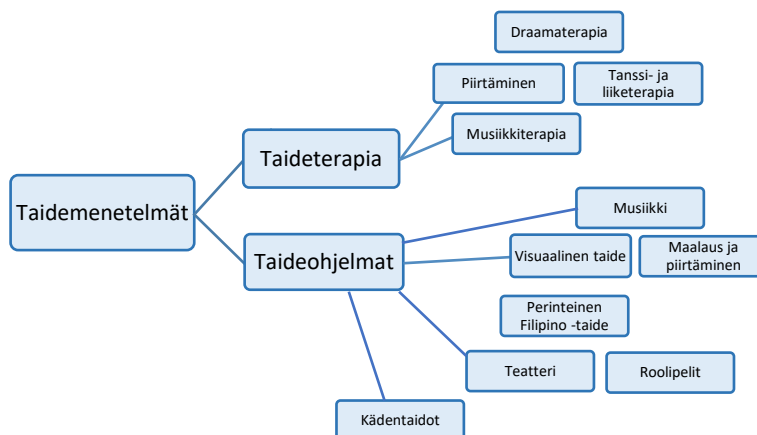 Draamaterapia
Piirtäminen
Tanssi- ja
liiketerapia
Musiikkiterapia
Taideterapia
Taidemenetelmät
Musiikki
Taideohjelmat
Visuaalinen taide
Maalaus ja
piirtäminen
Perinteinen
Filipino -taide
Teatteri
Roolipelit
Kädentaidot